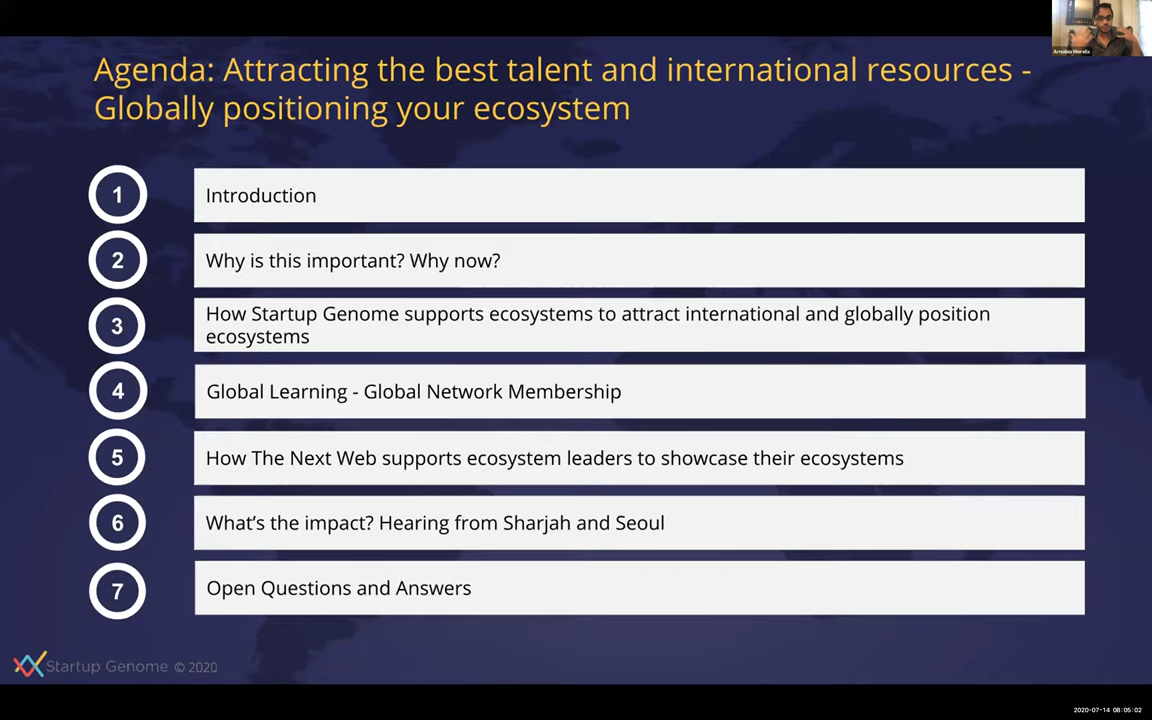 Arnobio Morelix
Agenda: Attracting the best talent and international resources -
Globally positioning your ecosystem
1
Introduction
2
Why is this important? Why now?
3
How Startup Genome supports ecosystems to attract international and globally position
ecosystems
4
Global Learning - Global Network Membership
5
How The Next Web supports ecosystem leaders to showcase their ecosystems
6
What’s the impact? Hearing from Sharjah and Seoul
7
Open Questions and Answers
Startup Genome © 2020
2020-07-14 08:05:02